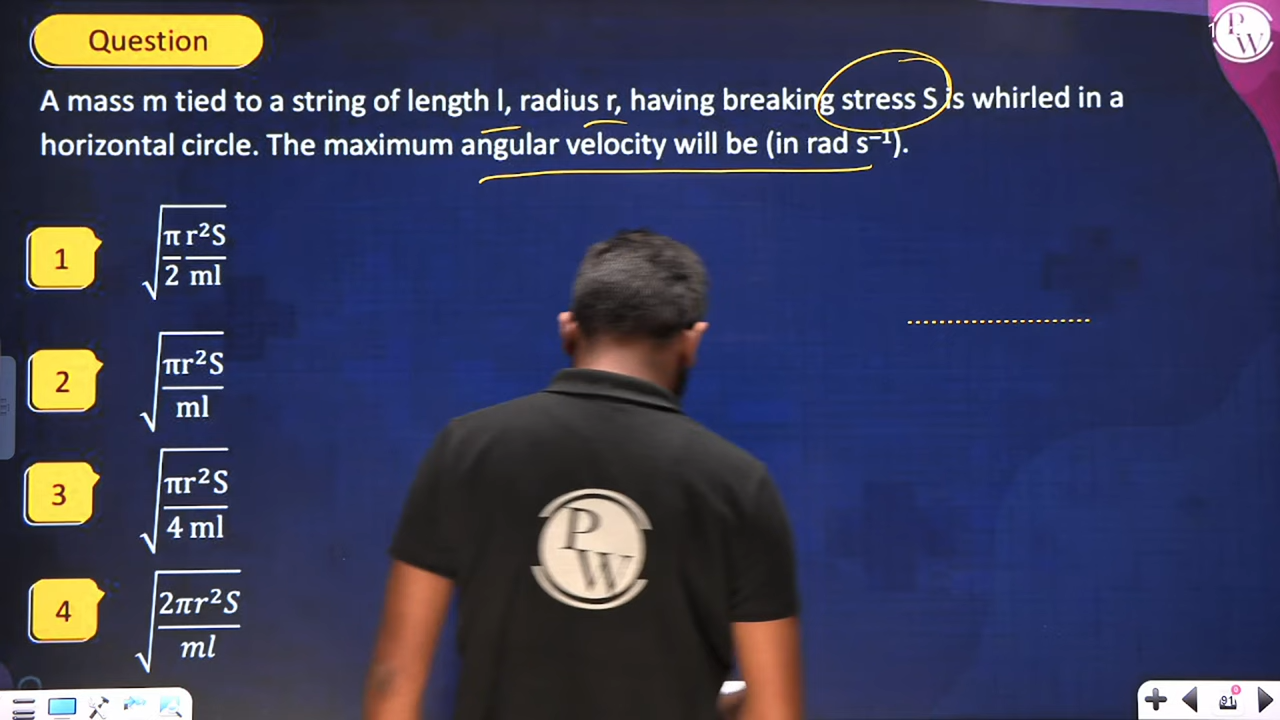 Question
A mass m tied to a string of length l, radius r, having breaking stress S is whirled in a
horizontal circle. The maximum angular velocity will be (in rad s⁻¹).
1 √(π/2 r²S/ml)
2 √(πr²S/ml)
3 √(πr²S/4 ml)
4 √(2πr²S/ml)
PW
PW
91